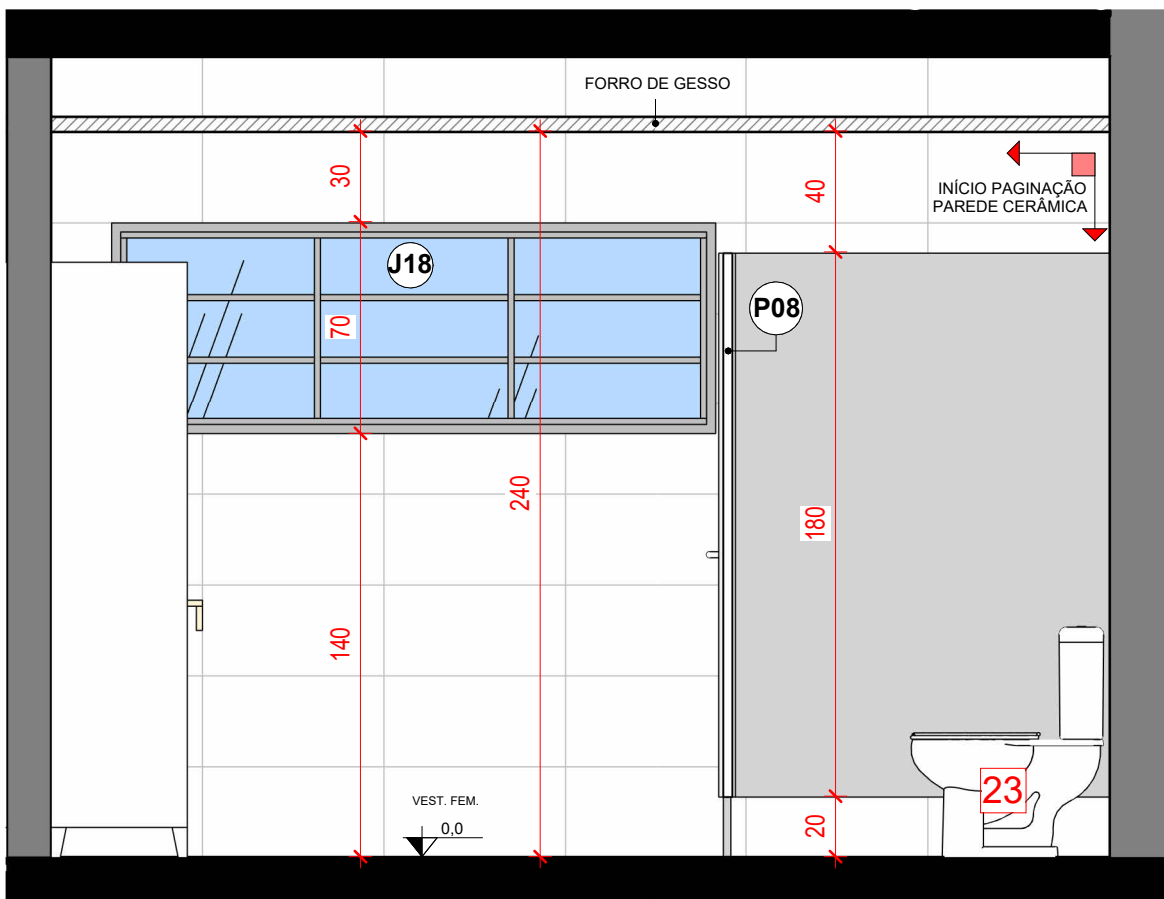 FORRO DE GESSO
30
40
INÍCIO PAGINAÇÃO
PAREDE CERÂMICA
J18
P08
70
240
180
140
23
VEST. FEM.
0,0
20